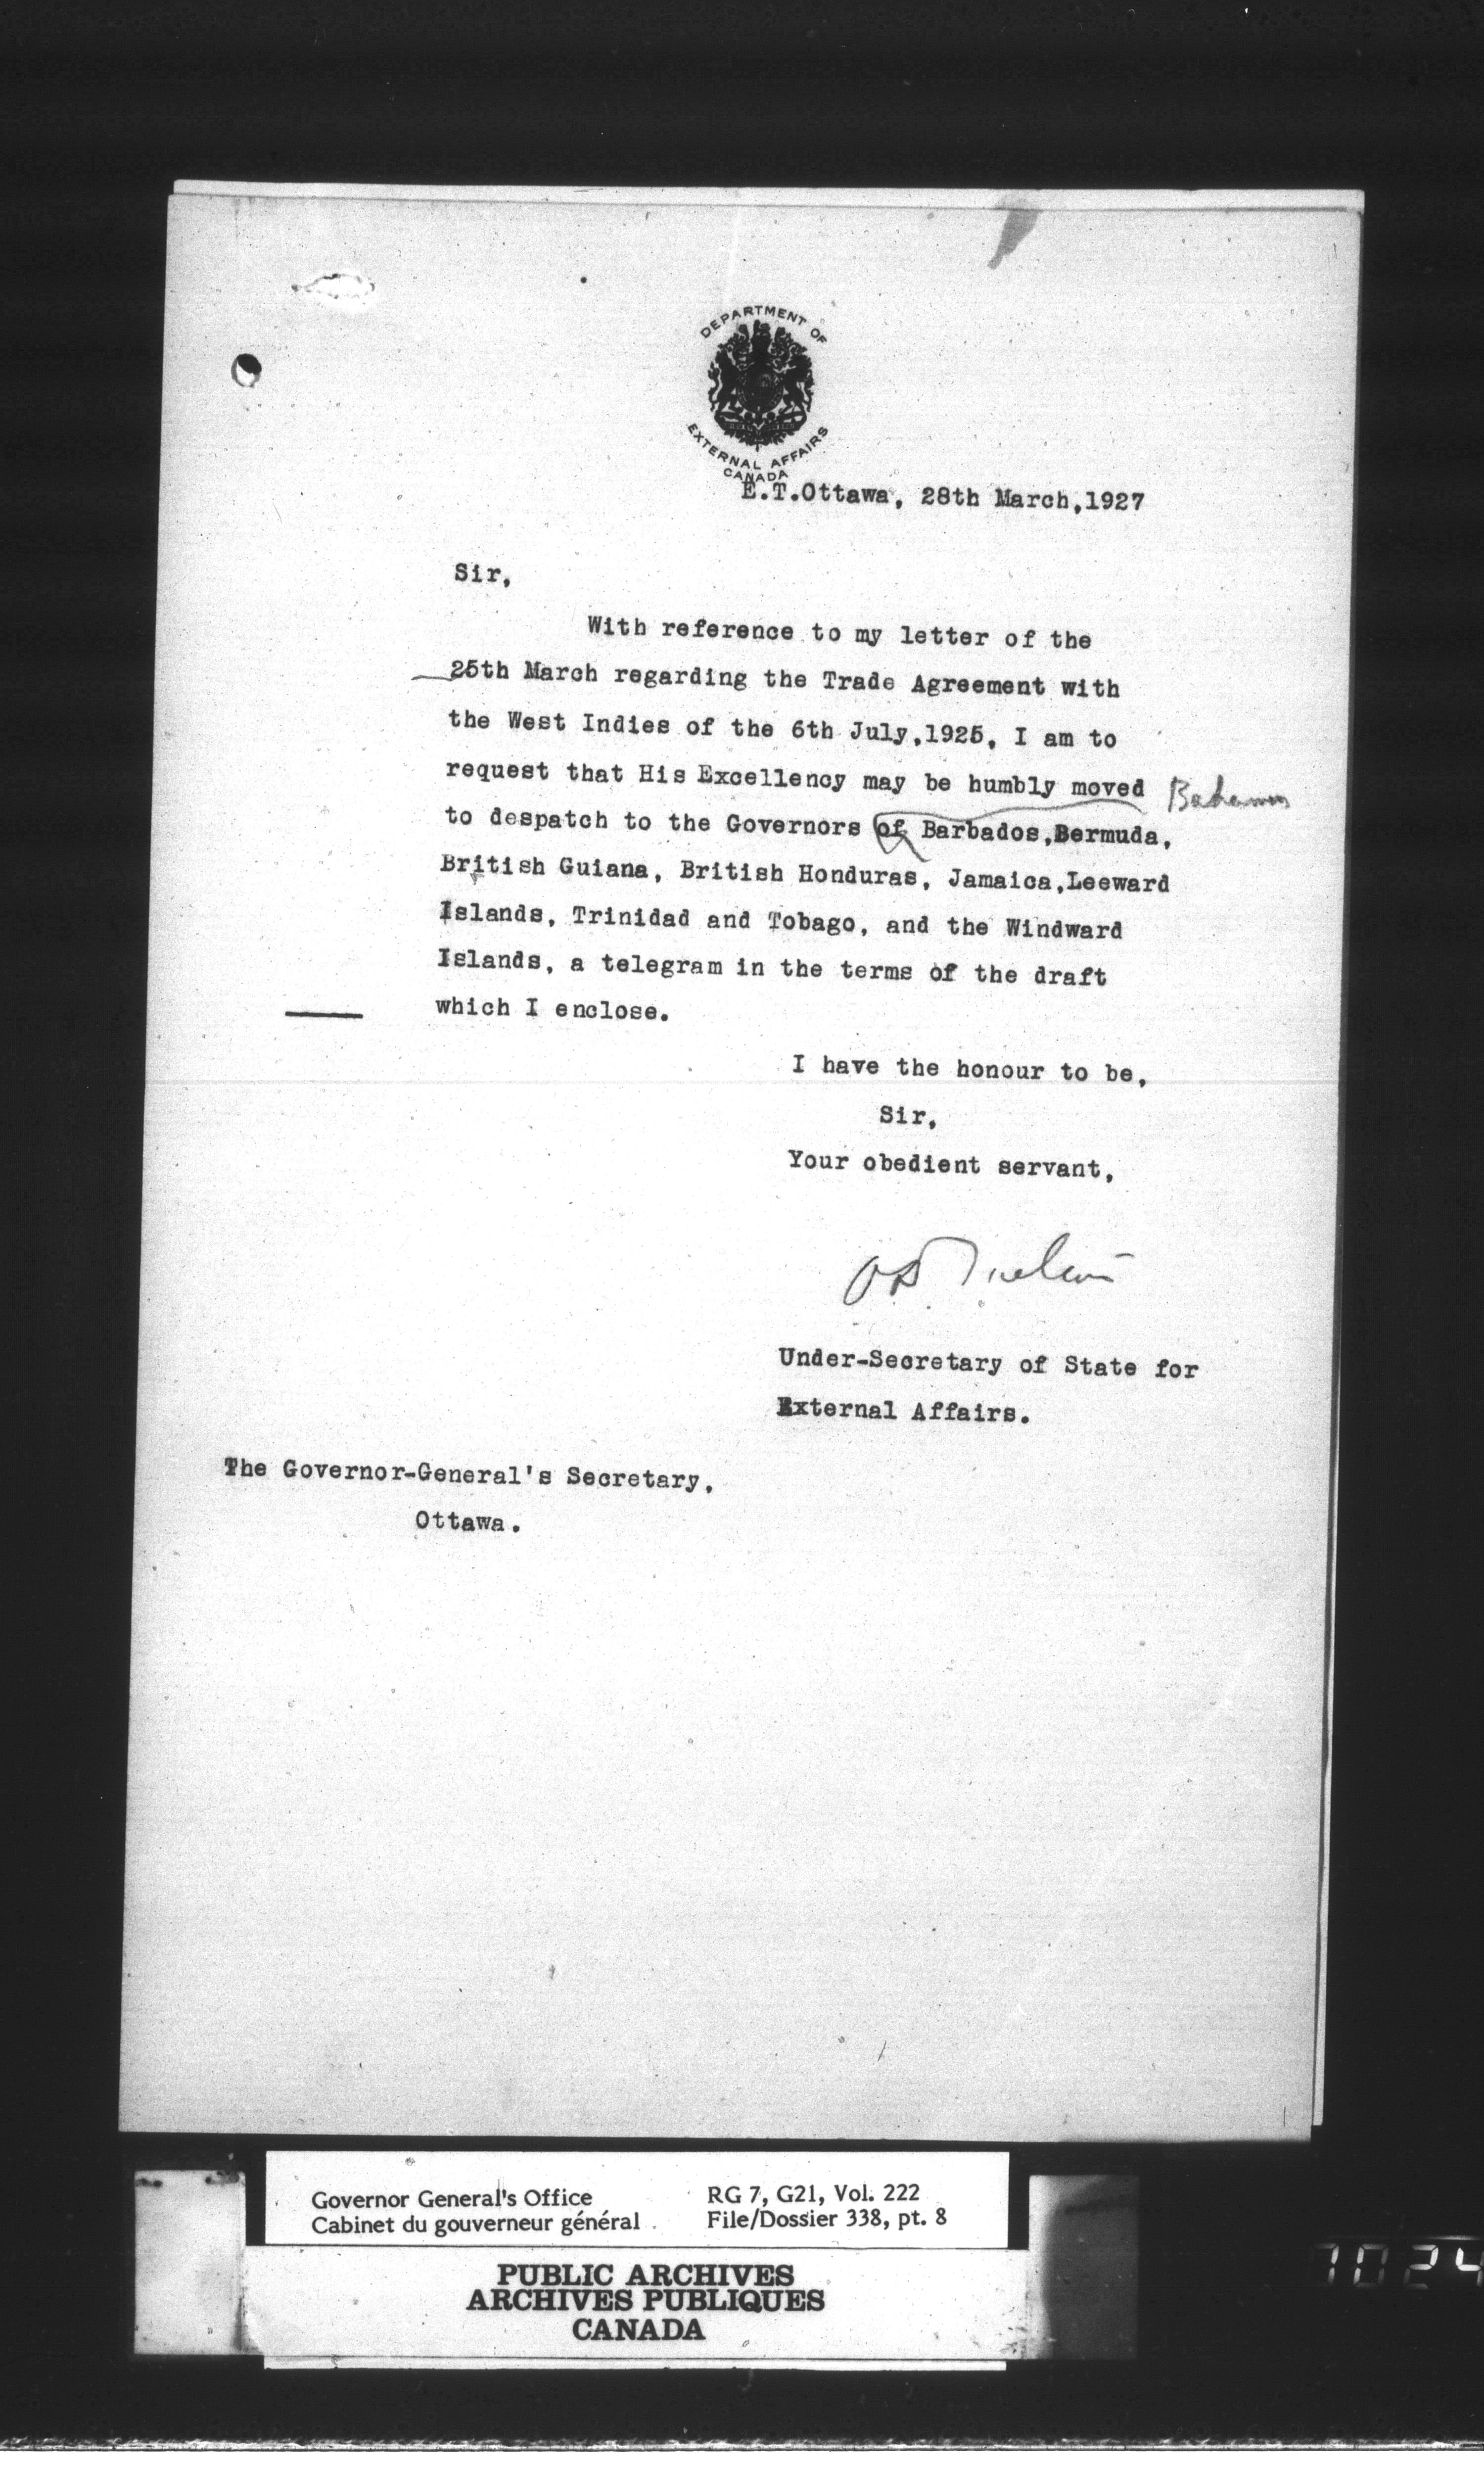 DEPARTMENT OF
EXTERNAL AFFAIRS
CANADA
E.T.Ottawa, 28th March,1927
Sir,
With reference to my letter of the
25th March regarding the Trade Agreement with
the West Indies of the 6th July,1925, I am to
request that His Excellency may be humbly moved
Bahamas
to despatch to the Governors of Barbados,Bermuda,
British Guiana, British Honduras, Jamaica,Leeward
Islands, Trinidad and Tobago, and the Windward
Islands, a telegram in the terms of the draft
which I enclose.
I have the honour to be,
Sir,
Your obedient servant,
Under-Secretary of State for
External Affairs.
The Governor-General's Secretary,
Ottawa.
Governor General's Office
Cabinet du gouverneur général
RG 7, G21, Vol. 222
File/Dossier 338, pt. 8
PUBLIC ARCHIVES
ARCHIVES PUBLIQUES
CANADA
1024